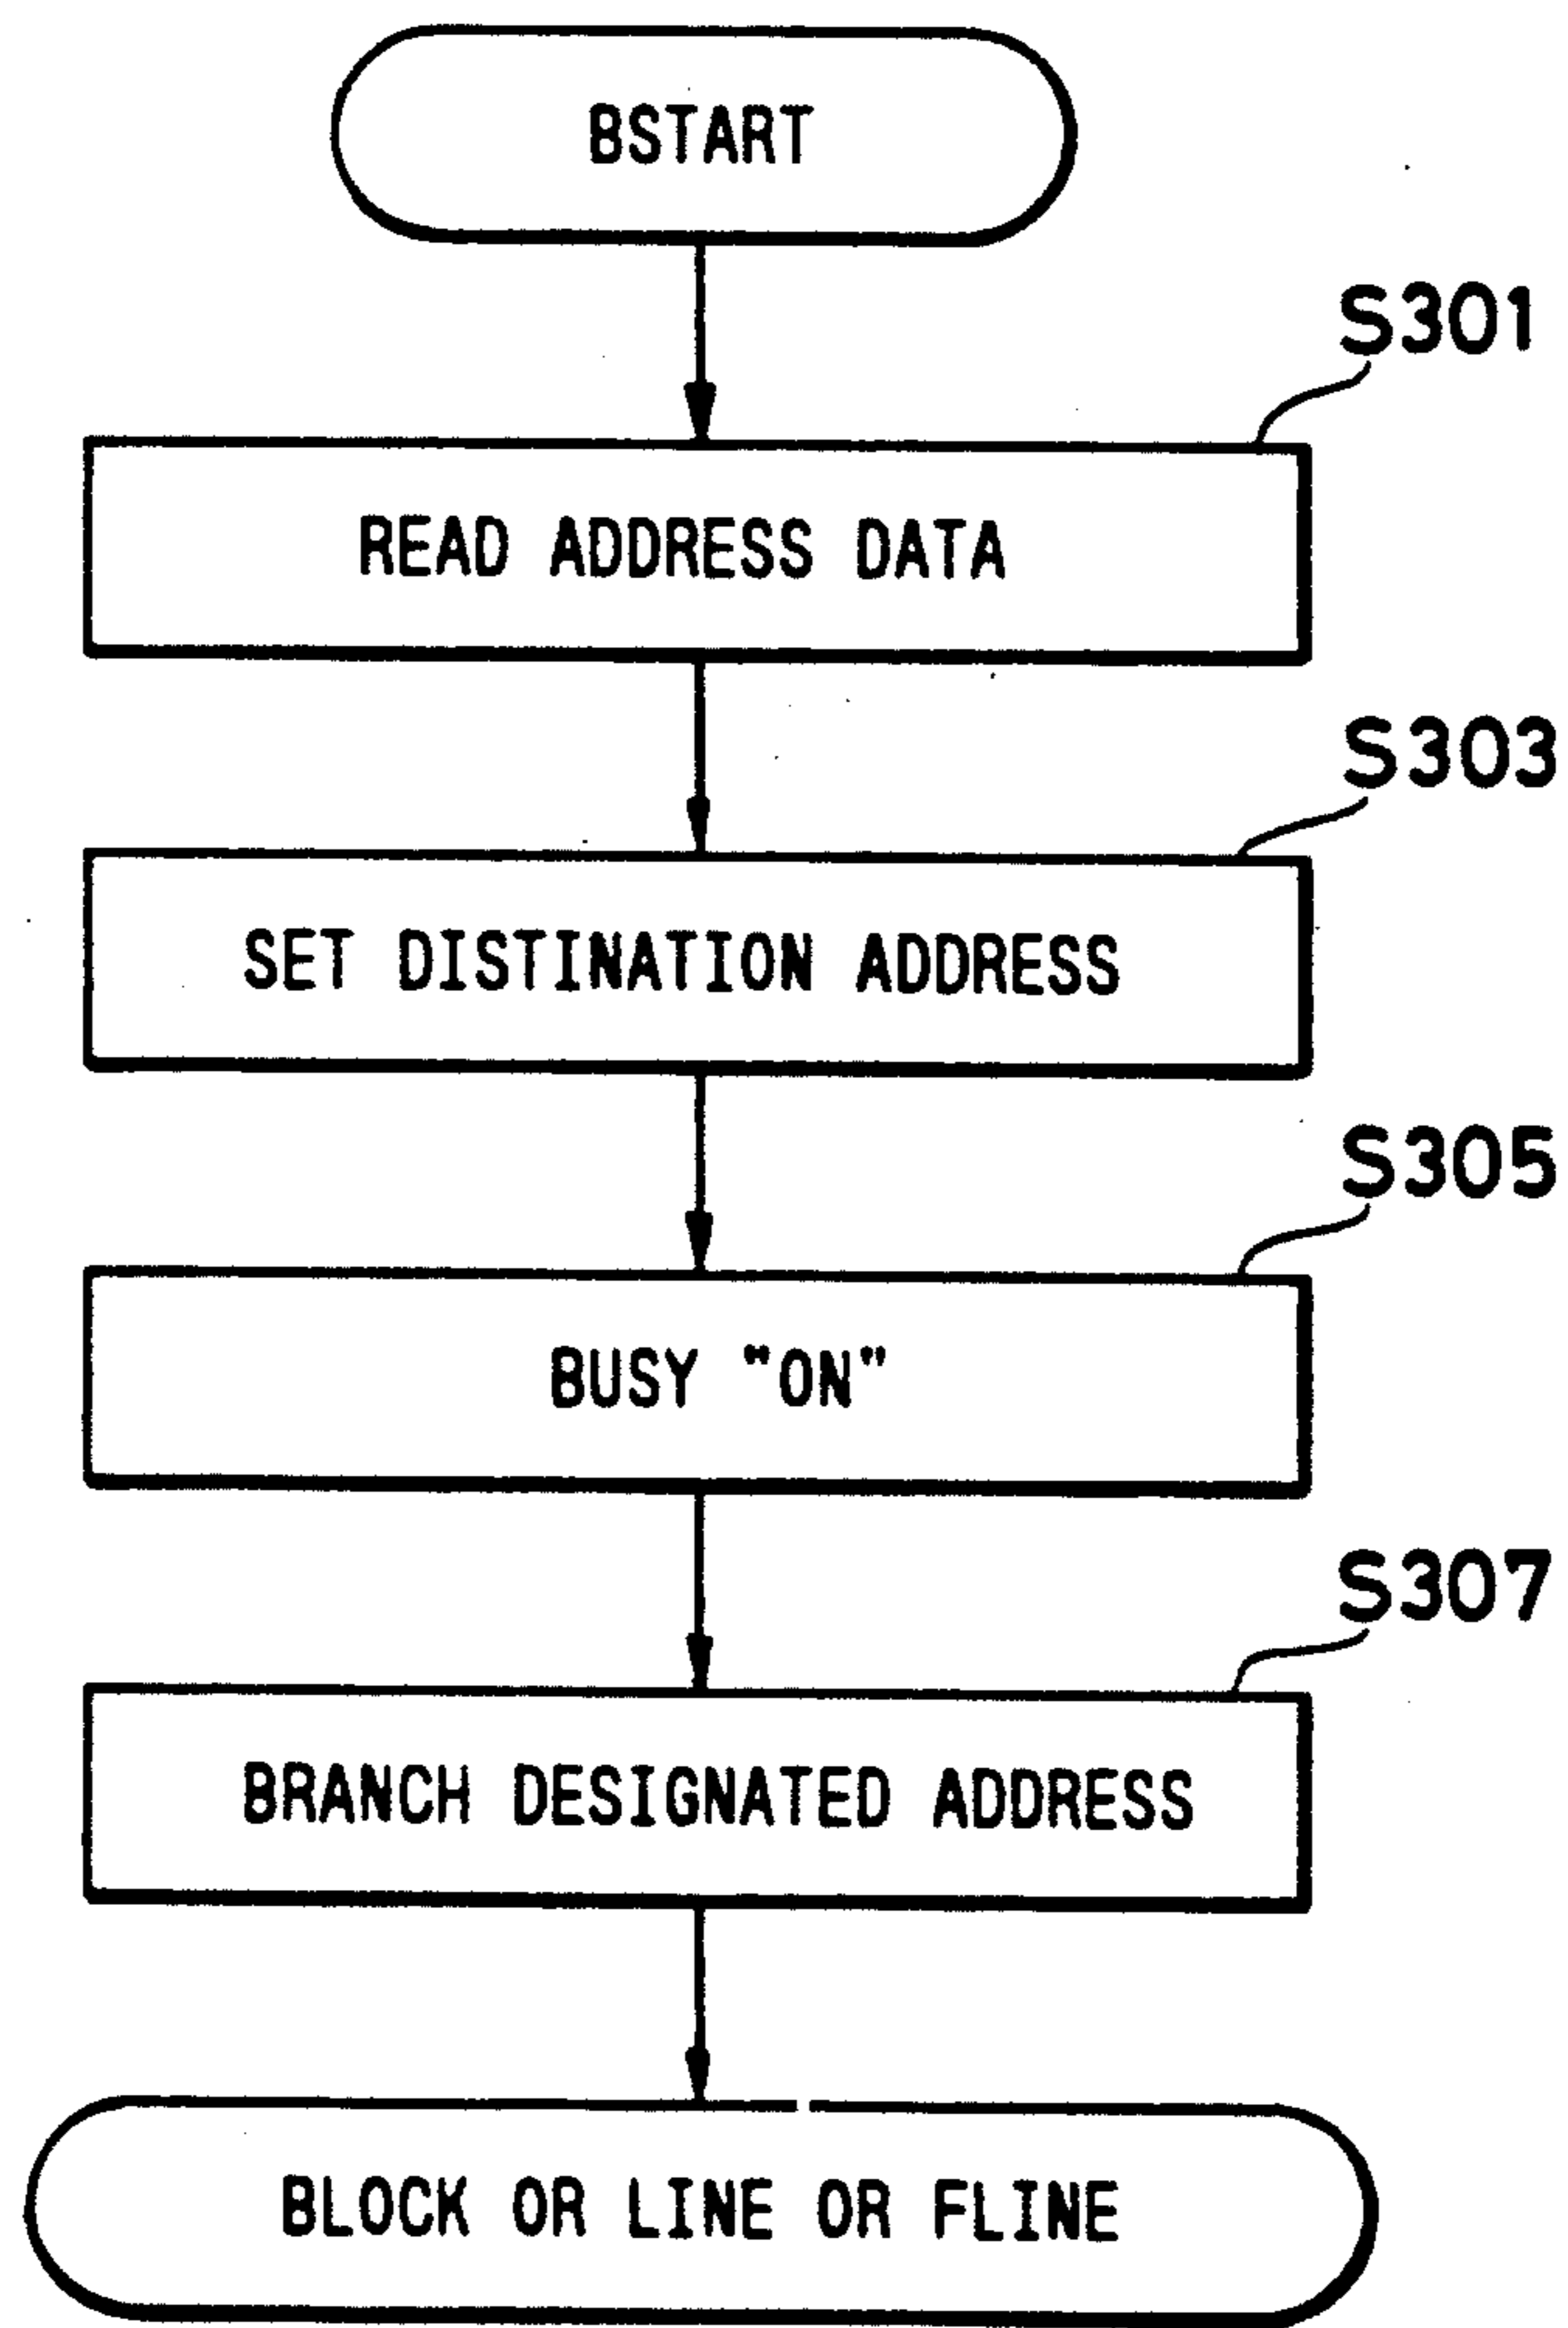 BSTART
S301
READ ADDRESS DATA
S303
SET DISTINATION ADDRESS
S305
BUSY "ON"
S307
BRANCH DESIGNATED ADDRESS
BLOCK OR LINE OR FLINE